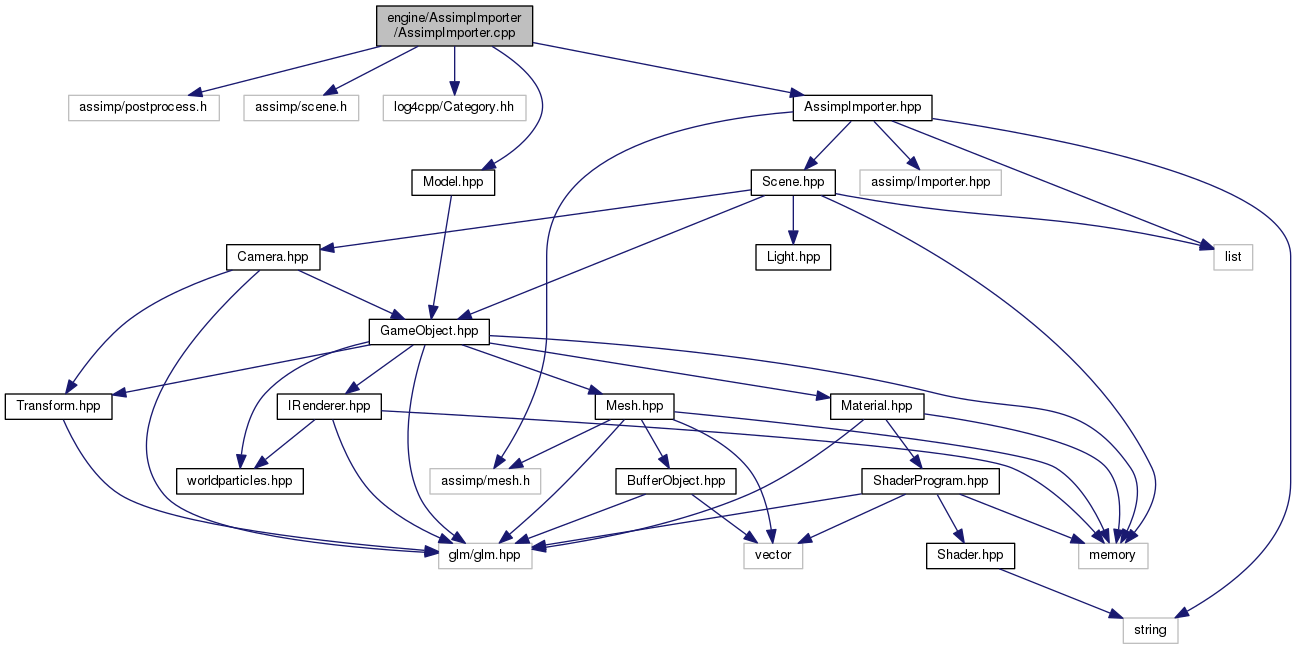 engine/AssimpImporter
/AssimpImporter.cpp
assimp/postprocess.h
assimp/scene.h
log4cpp/Category.hh
AssimpImporter.hpp
Model.hpp
Scene.hpp
assimp/Importer.hpp
Camera.hpp
Light.hpp
list
GameObject.hpp
Transform.hpp
IRenderer.hpp
Mesh.hpp
Material.hpp
worldparticles.hpp
assimp/mesh.h
BufferObject.hpp
ShaderProgram.hpp
glm/glm.hpp
vector
Shader.hpp
memory
string